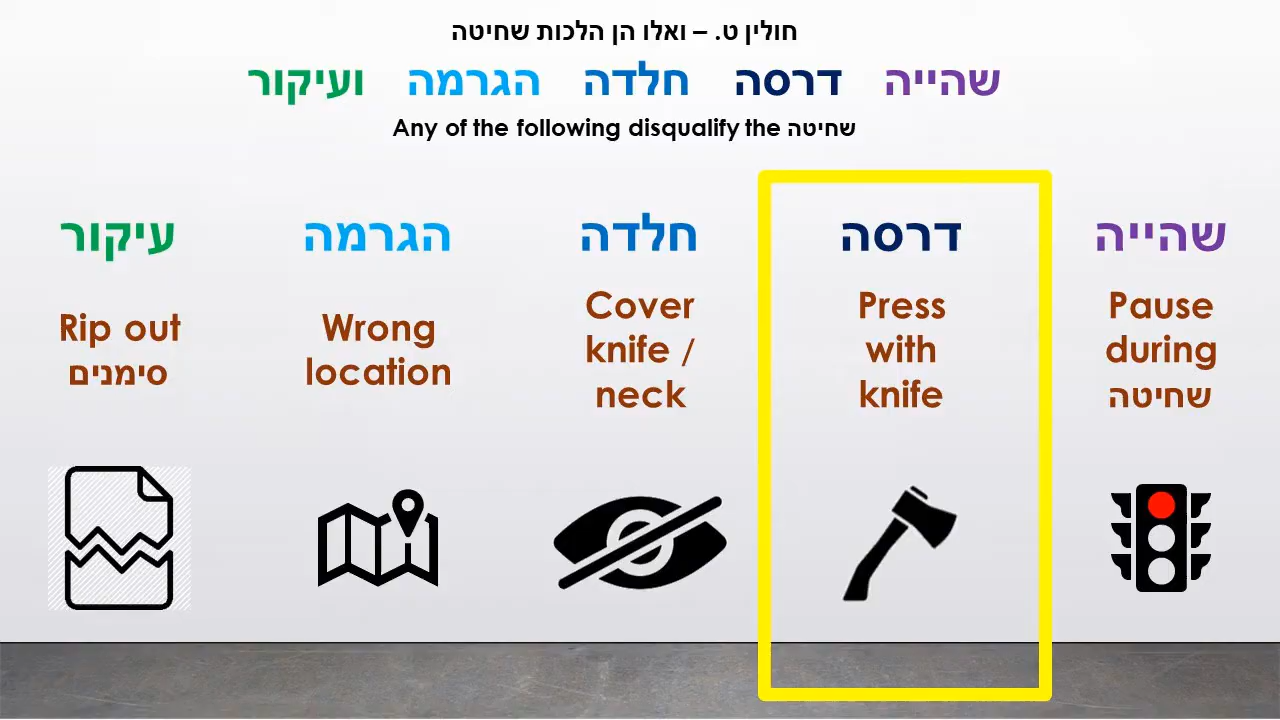 חולין ט. – ואלו הן הלכות שחיטה
שהייה דרסה חלדה הגרמה ועיקור
Any of the following disqualify the שחיטה
שהייה
Pause
during
שחיטה
דרסה
Press
with
knife
חלדה
Cover
knife /
neck
הגרמה
Wrong
location
עיקור
Rip out
סימנים